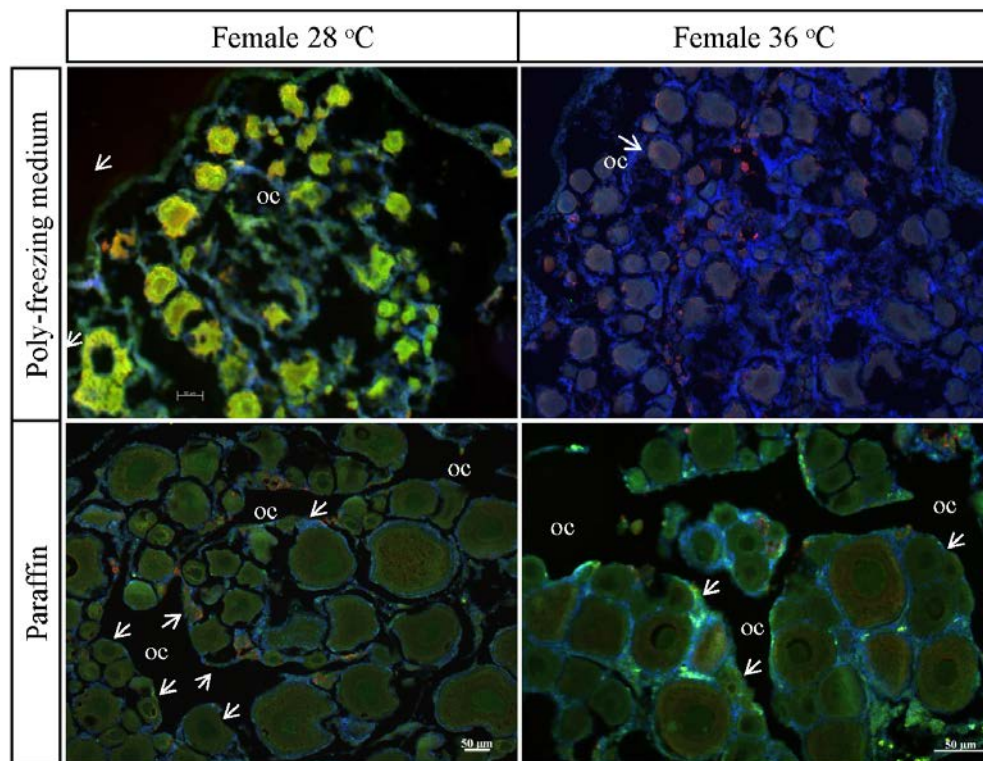 Female 28 °C
Female 36 °C
Poly-freezing medium
oc
oc
Paraffin
oc
oc
oc
50 μm
oc
oc
oc
50 μm